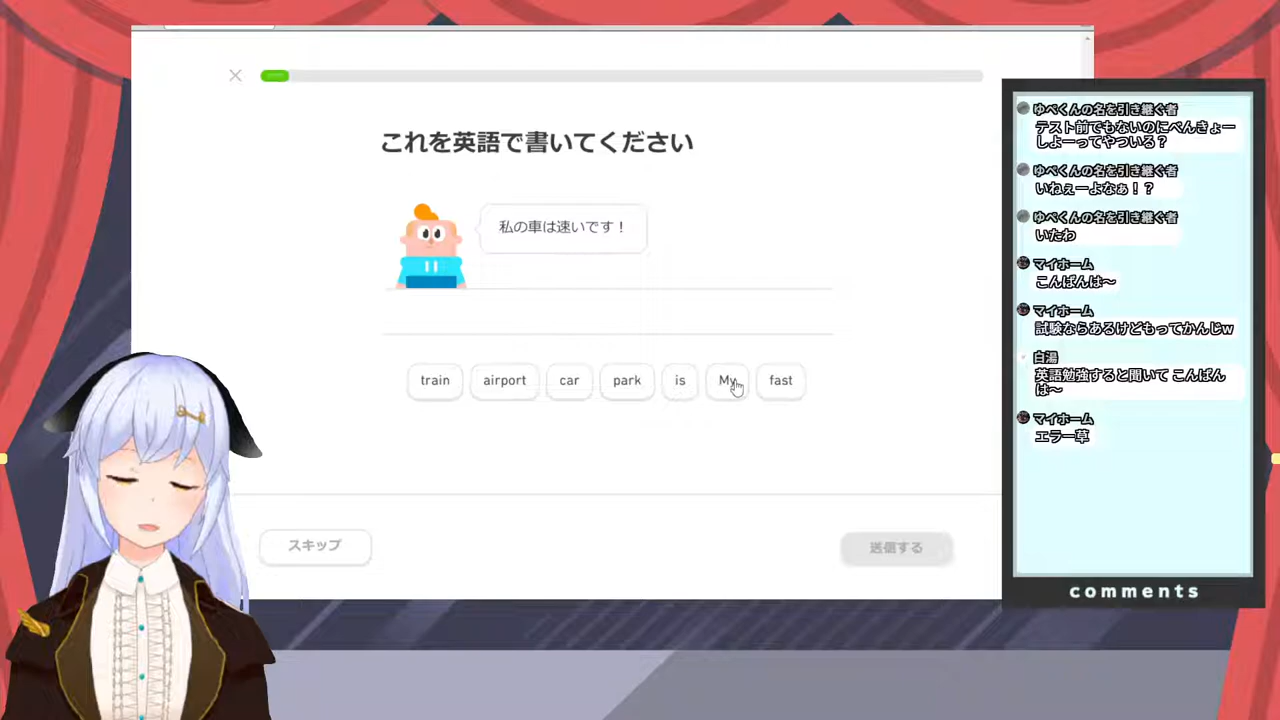 これを英語で書いてください
私の車は速いです！
train airport car park is My fast
スキップ
送信する
ゆべくんの名を引き継ぐ者
テスト前でもないのにべんきょー
しよーってやついる？
ゆべくんの名を引き継ぐ者
いねぇーよなぁ！？
ゆべくんの名を引き継ぐ者
いたわ
マイホーム
こんばんは～
マイホーム
試験ならあるけどもってかんじw
白湯
英語勉強すると聞いて こんばん
は～
マイホーム
エラー草
comments